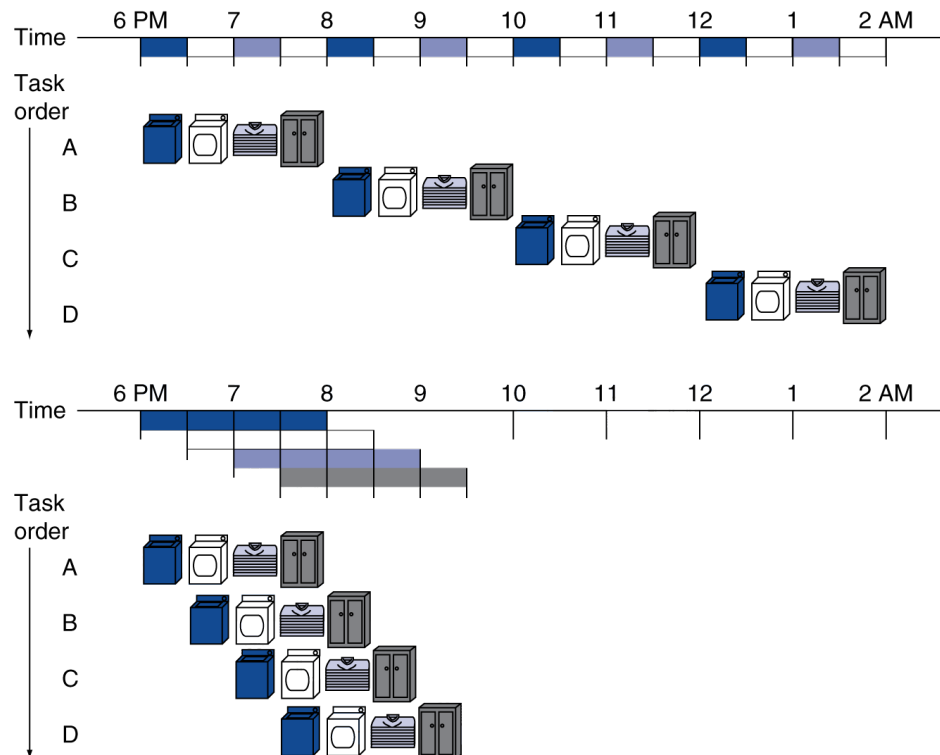 6 PM 7 8 9 10 11 12 1 2 AM
Time
Task
order
A
B
C
D
6 PM 7 8 9 10 11 12 1 2 AM
Time
Task
order
A
B
C
D